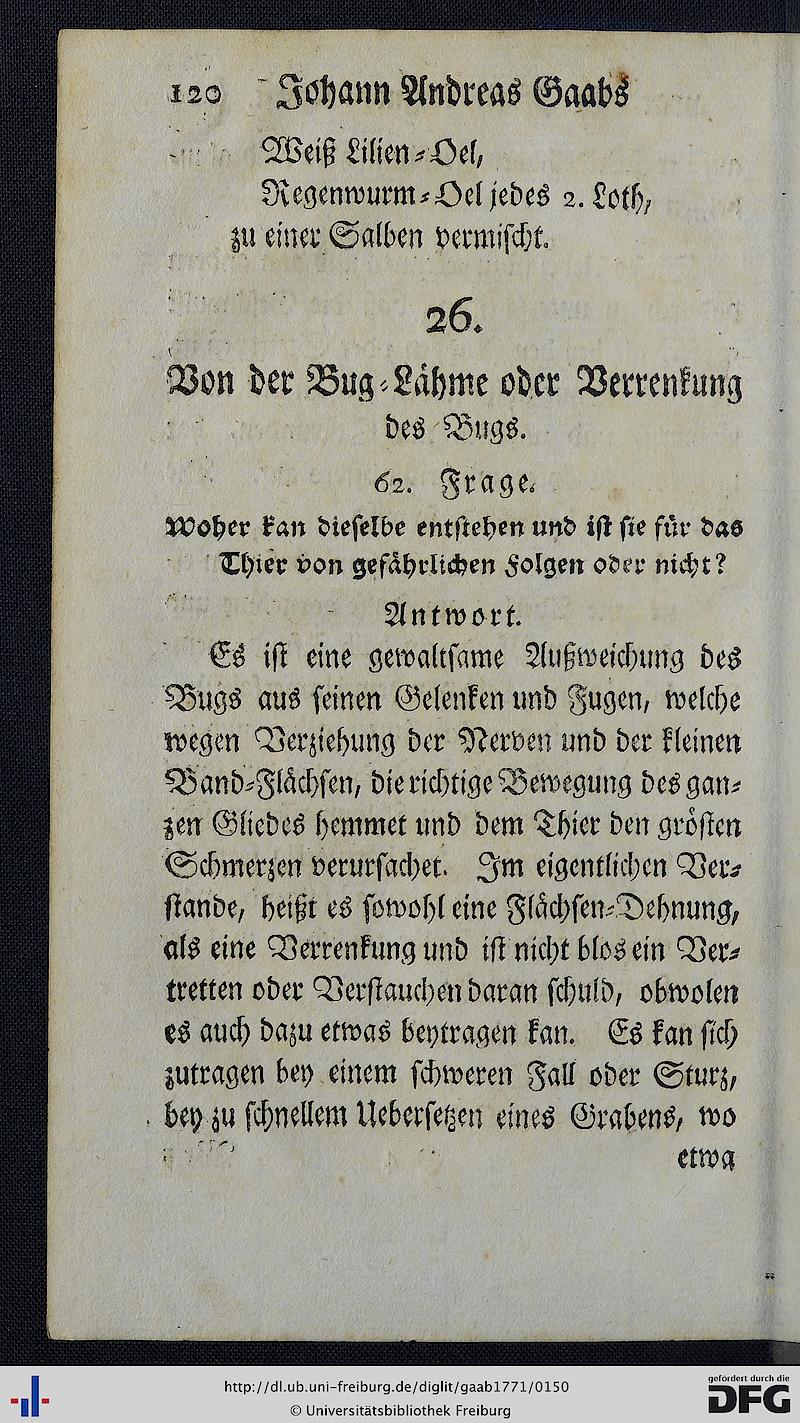 120 Johann Andreas Gaabs
Weiß Lilien-Oel,
Regenwurm-Oel jedes 2. Loth,
zu einer Salben vermischt.
26.
Von der Bug-Lähme oder Verrenkung
des Bugs.
62. Frage.
Woher kan dieselbe entstehen und ist sie für das
Thier von gefährlichen Folgen oder nicht?
Antwort.
Es ist eine gewaltsame Außweichung des
Bugs aus seinen Gelenken und Fugen, welche
wegen Verziehung der Nerven und der kleinen
Band-Flächsen, die richtige Bewegung des gan-
zen Gliedes hemmet und dem Thier den grösten
Schmerzen verursachet. Im eigentlichen Ver-
stande, heißt es sowohl eine Flächsen-Dehnung,
als eine Verrenkung und ist nicht blos ein Ver-
tretten oder Verstauchen daran schuld, obwolen
es auch dazu etwas beytragen kan. Es kan sich
zutragen bey einem schweren Fall oder Sturz,
bey zu schnellem Uebersetzen eines Grabens, wo
etwa
http://dl.ub.uni-freiburg.de/diglit/gaab1771/0150
© Universitätsbibliothek Freiburg
gefördert durch die
DFG